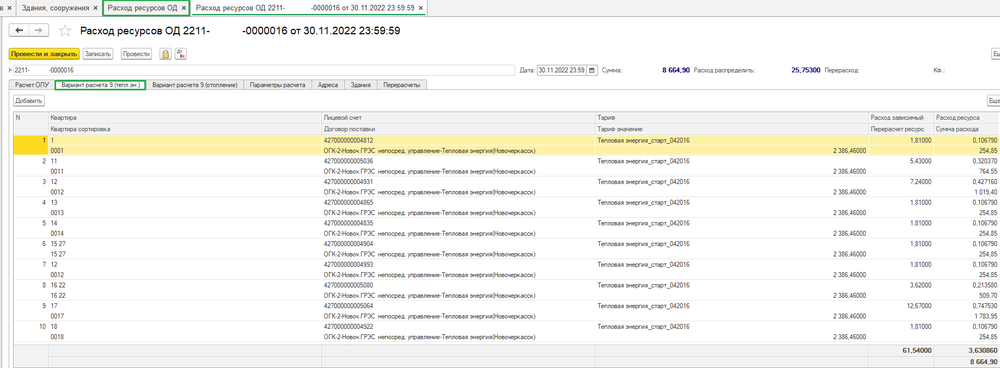 в × Здания, сооружения × Расход ресурсов ОД × Расход ресурсов ОД 2211- -0000016 от 30.11.2022 23:59:59 ×
Расход ресурсов ОД 2211- -0000016 от 30.11.2022 23:59:59
Провести и закрыть Записать Провести Дт Кт Ещ
Н 2211- -0000016 Дата: 30.11.2022 23:59 Сумма: 8 664,90 Расход распределить: 25,75300 Перерасход: Кф.:
Расчет ОПУ Вариант расчета 9 (тепл.эн.) Вариант расчета 9 (отопление) Параметры расчета Адреса Здания Перерасчеты
Добавить Еще
N Квартира Лицевой счет Тариф Расход зависимый Расход ресурса
Квартира сортировка Договор поставки Тариф значение Перерасчет ресурс Сумма расхода
1 1 427000000004812 Тепловая энергия_старт_042016 1,81000 0,106790
0001 ОГК-2-Новоч.ГРЭС непосред. управление-Тепловая энергия(Новочеркасск) 2 386,46000 254,85
2 11 427000000005036 Тепловая энергия_старт_042016 5,43000 0,320370
0011 ОГК-2-Новоч.ГРЭС непосред. управление-Тепловая энергия(Новочеркасск) 2 386,46000 764,55
3 12 427000000004931 Тепловая энергия_старт_042016 7,24000 0,427160
0012 ОГК-2-Новоч.ГРЭС непосред. управление-Тепловая энергия(Новочеркасск) 2 386,46000 1 019,40
4 13 427000000004865 Тепловая энергия_старт_042016 1,81000 0,106790
0013 ОГК-2-Новоч.ГРЭС непосред. управление-Тепловая энергия(Новочеркасск) 2 386,46000 254,85
5 14 427000000004835 Тепловая энергия_старт_042016 1,81000 0,106790
0014 ОГК-2-Новоч.ГРЭС непосред. управление-Тепловая энергия(Новочеркасск) 2 386,46000 254,85
6 15 27 427000000004904 Тепловая энергия_старт_042016 1,81000 0,106790
15 27 ОГК-2-Новоч.ГРЭС непосред. управление-Тепловая энергия(Новочеркасск) 2 386,46000 254,85
7 12 427000000004993 Тепловая энергия_старт_042016 1,81000 0,106790
0012 ОГК-2-Новоч.ГРЭС непосред. управление-Тепловая энергия(Новочеркасск) 2 386,46000 254,85
8 16 22 427000000005080 Тепловая энергия_старт_042016 3,62000 0,213580
16 22 ОГК-2-Новоч.ГРЭС непосред. управление-Тепловая энергия(Новочеркасск) 2 386,46000 509,70
9 17 427000000005064 Тепловая энергия_старт_042016 12,67000 0,747530
0017 ОГК-2-Новоч.ГРЭС непосред. управление-Тепловая энергия(Новочеркасск) 2 386,46000 1 783,95
10 18 427000000004922 Тепловая энергия_старт_042016 1,81000 0,106790
0018 ОГК-2-Новоч.ГРЭС непосред. управление-Тепловая энергия(Новочеркасск) 2 386,46000 254,85
61,54000 3,630860
8 664,90